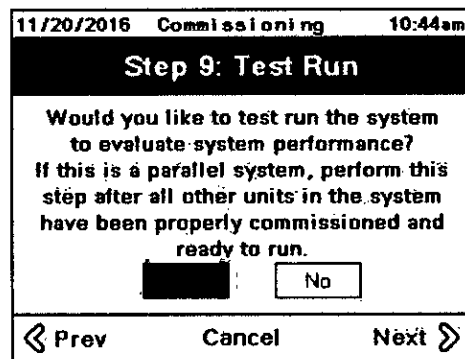 11/20/2016 Commissioning 10:44am
Step 9: Test Run
Would you like to test run the system
to evaluate system performance?
If this is a parallel system, perform this
step after all other units in the system
have been properly commissioned and
ready to run.
No
Prev Cancel Next